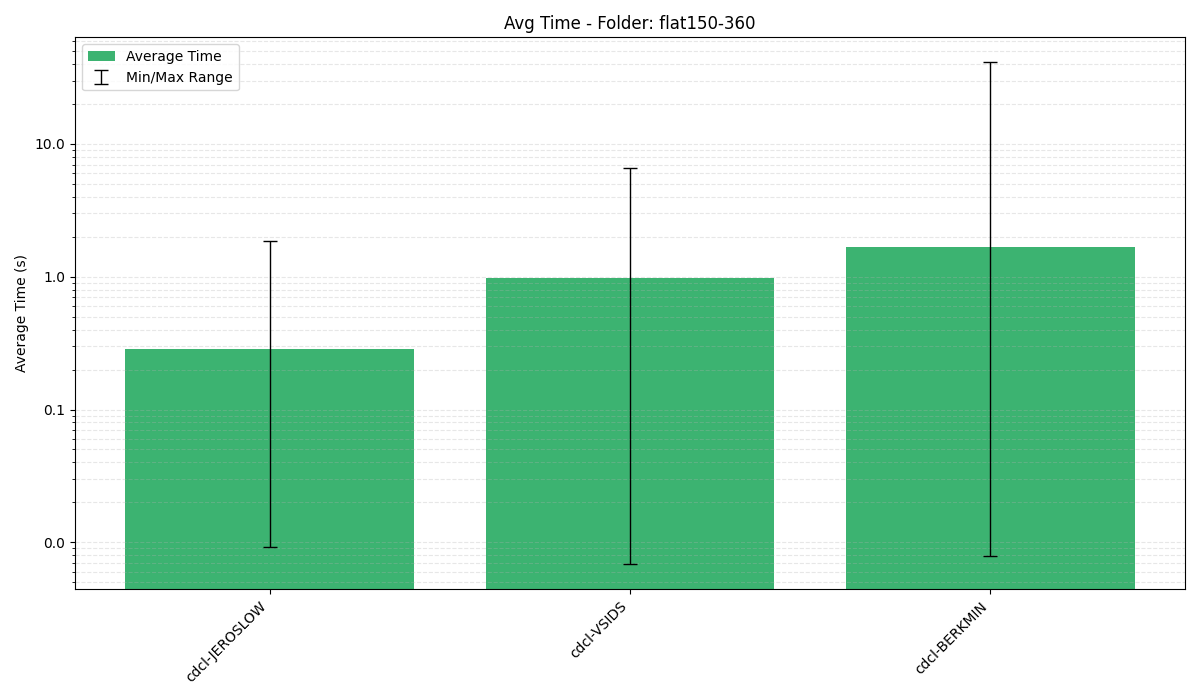 Avg Time - Folder: flat150-360
Average Time
Min/Max Range
Average Time (s)
10.0
1.0
0.1
0.0
cdcl-JEROSLOW
cdcl-VSIDS
cdcl-BERKMIN